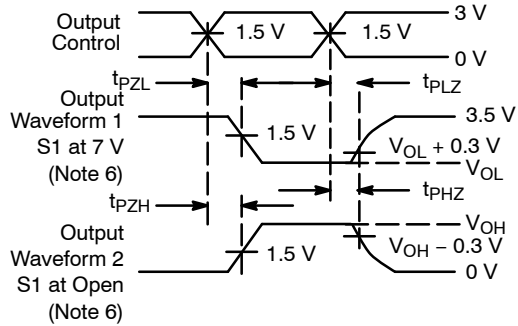 Output
Control
3 V
1.5 V
1.5 V
0 V
tPZL
tPLZ
Output
Waveform 1
S1 at 7 V
(Note 6)
3.5 V
1.5 V
VOL + 0.3 V
VOL
tPZH
tPHZ
Output
Waveform 2
S1 at Open
(Note 6)
VOH
1.5 V
VOH − 0.3 V
0 V